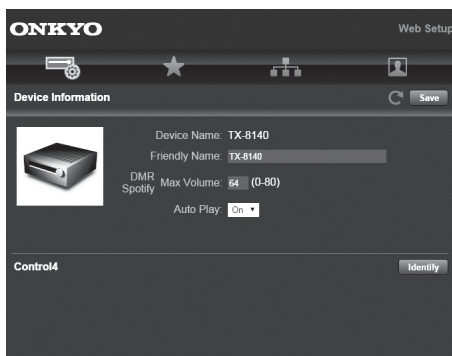 ONKYO
Web Setup
Device Information
Save
Device Name: TX-8140
Friendly Name: TX-8140
DMR
Spotify Max Volume: 64 (0-80)
Auto Play: On
Control4
Identify